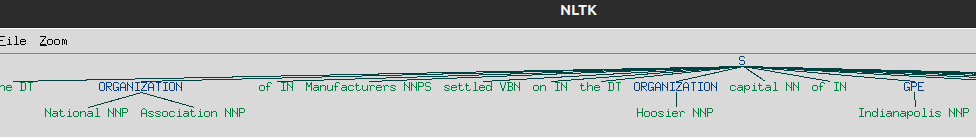 NLTK
File Zoom
S
he DT ORGANIZATION of IN Manufacturers NNPS settled VBN on IN the DT ORGANIZATION capital NN of IN GPE
National NNP Association NNP Hoosier NNP Indianapolis NNP